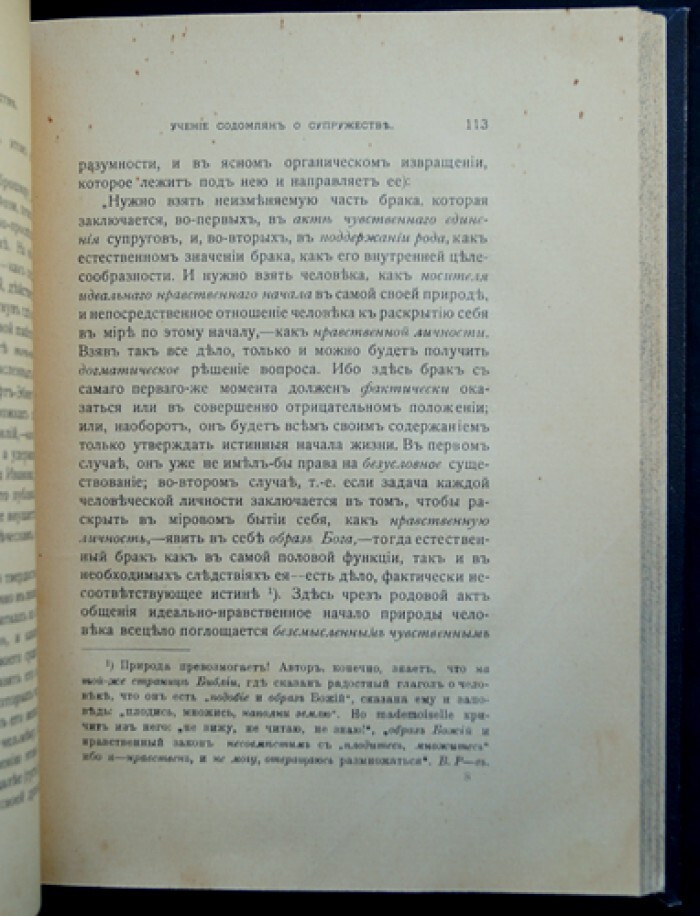 УЧЕНІЕ СОДОМЛЯНЪ О СУПРУЖЕСТВѢ. 113
разумности, и въ ясномъ органическомъ извращеніи,
которое лежитъ подъ нею и направляетъ ее):
„Нужно взять неизмѣняемую часть брака, которая
заключается, во-первыхъ, въ актѣ чувственнаго едине-
нія супруговъ, и, во-вторыхъ, въ поддержаніи рода, какъ
естественномъ значеніи брака, какъ его внутренней цѣле-
сообразности. И нужно взять человѣка, какъ носителя
идеальнаго нравственнаго начала въ самой своей природѣ,
и непосредственное отношеніе человѣка къ раскрытію себя
въ мірѣ по этому началу,—какъ нравственной личности.
Взявъ такъ все дѣло, только и можно будетъ получить
догматическое рѣшеніе вопроса. Ибо здѣсь бракъ съ
самаго перваго-же момента долженъ фактически ока-
заться или въ совершенно отрицательномъ положеніи;
или, наоборотъ, онъ будетъ всѣмъ своимъ содержаніемъ
только утверждать истинныя начала жизни. Въ первомъ
случаѣ, онъ уже не имѣлъ-бы права на безусловное суще-
ствованіе; во-второмъ случаѣ, т.-е. если задача каждой
человѣческой личности заключается въ томъ, чтобы ра-
скрыть въ міровомъ бытіи себя, какъ нравственную
личность,—явить въ себѣ образъ Бога,—тогда естествен-
ный бракъ какъ въ самой половой функціи, такъ и въ
необходимыхъ слѣдствіяхъ ея—есть дѣло, фактически не-
соотвѣтствующее истинѣ ¹). Здѣсь чрезъ родовой актъ
общенія идеально-нравственное начало природы чело-
вѣка всецѣло поглощается безсмысленнымъ чувственнымъ
¹) Природа превозмогаетъ! Авторъ, конечно, знаетъ, что на
той-же страницѣ Библіи, гдѣ сказанъ радостный глаголъ о чело-
вѣкѣ, что онъ есть „подобіе и образъ Божій“, сказана ему и запо-
вѣдь: „плодись, множись, наполни землю“. Но mademoiselle кри-
читъ изъ него: „не вижу, не читаю, не знаю!“, „образъ Божій и
нравственный законъ несовмѣстимъ съ „плодитесь, множитесь“
ибо я—нравственъ, и не могу, отвращаюсь размножаться“. В. Р—въ.
8